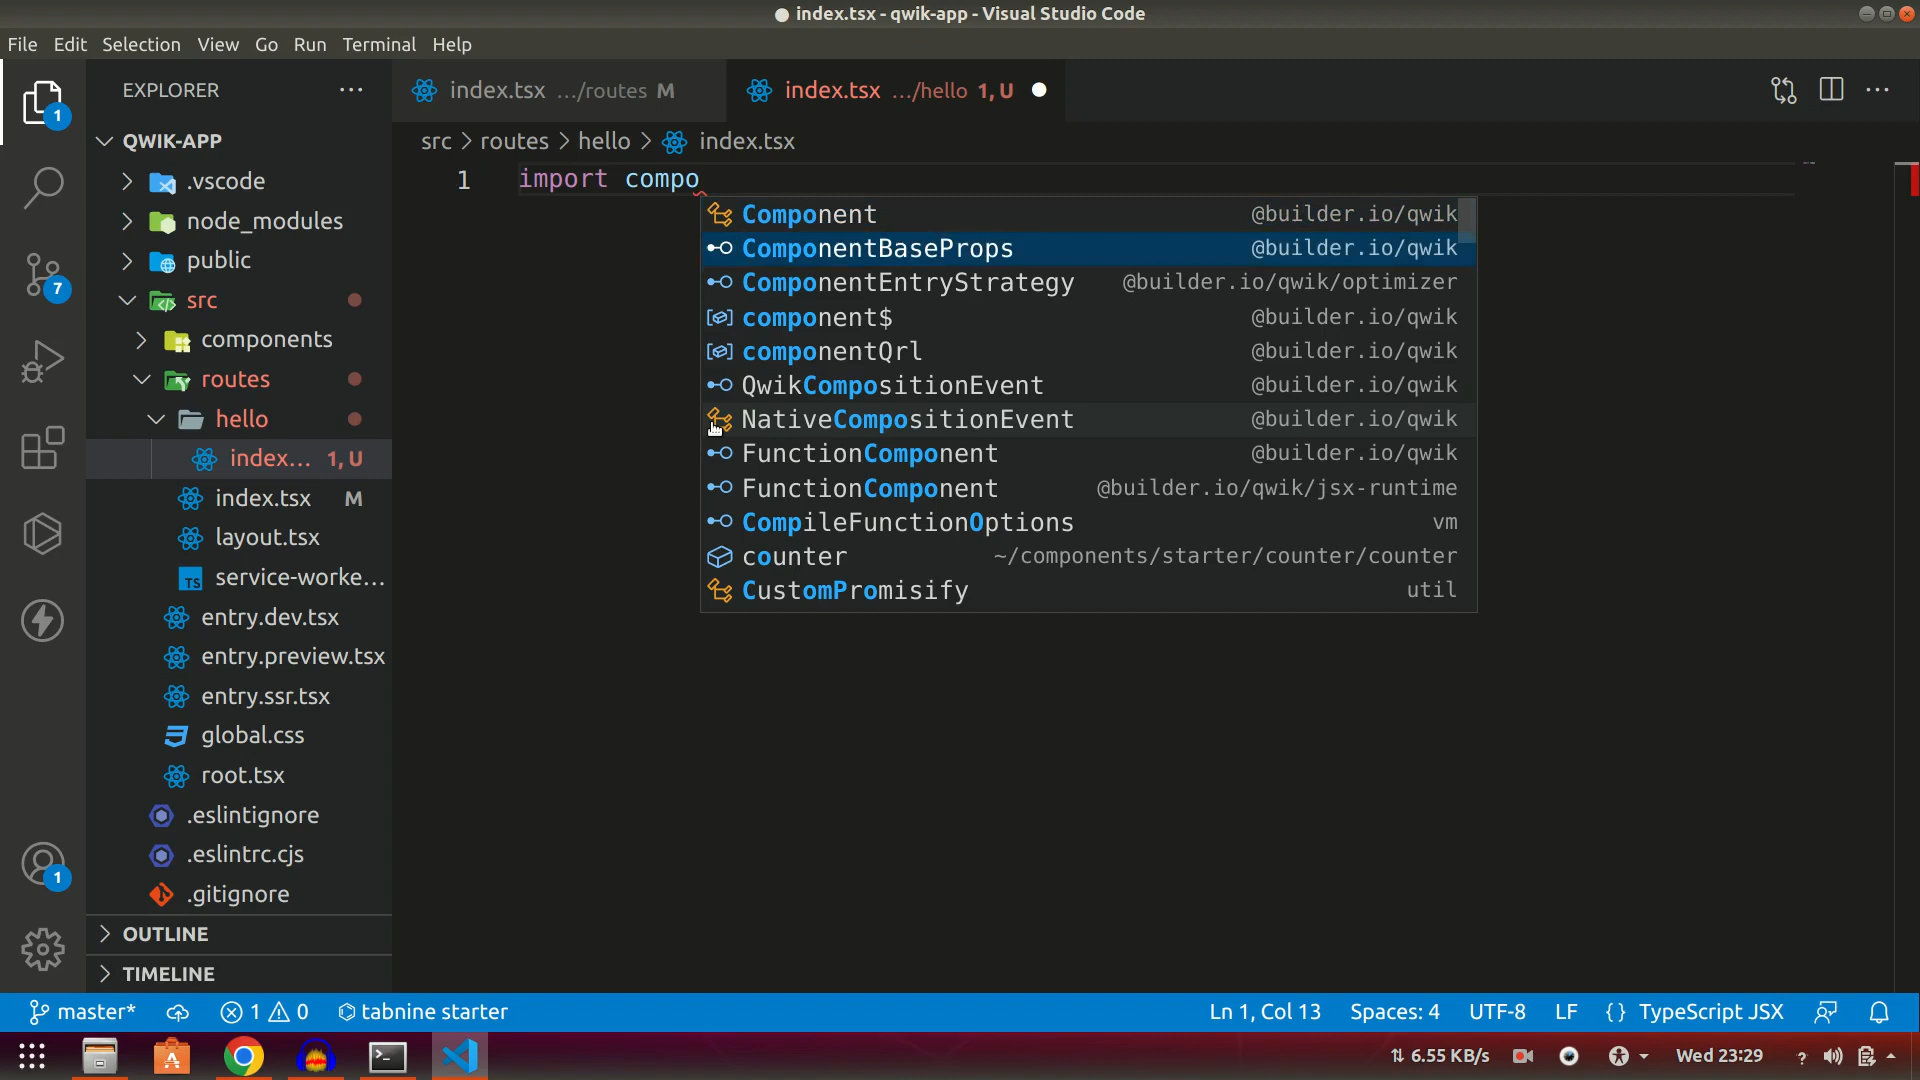 index.tsx - qwik-app - Visual Studio Code
File Edit Selection View Go Run Terminal Help
EXPLORER
index.tsx .../routes M
index.tsx .../hello 1, U
QWIK-APP
src > routes > hello > index.tsx
.vscode
node_modules
public
src
components
routes
hello
index... 1, U
index.tsx M
layout.tsx
service-worke...
entry.dev.tsx
entry.preview.tsx
entry.ssr.tsx
global.css
root.tsx
.eslintignore
.eslintrc.cjs
.gitignore
OUTLINE
TIMELINE
1
7
1
1 import compo
Component @builder.io/qwik
ComponentBaseProps @builder.io/qwik
ComponentEntryStrategy @builder.io/qwik/optimizer
component$ @builder.io/qwik
componentQrl @builder.io/qwik
QwikCompositionEvent @builder.io/qwik
NativeCompositionEvent @builder.io/qwik
FunctionComponent @builder.io/qwik
FunctionComponent @builder.io/qwik/jsx-runtime
CompileFunctionOptions vm
counter ~/components/starter/counter/counter
CustomPromisify util
master* 1 0 tabnine starter
Ln 1, Col 13 Spaces: 4 UTF-8 LF {} TypeScript JSX
6.55 KB/s Wed 23:29 ?